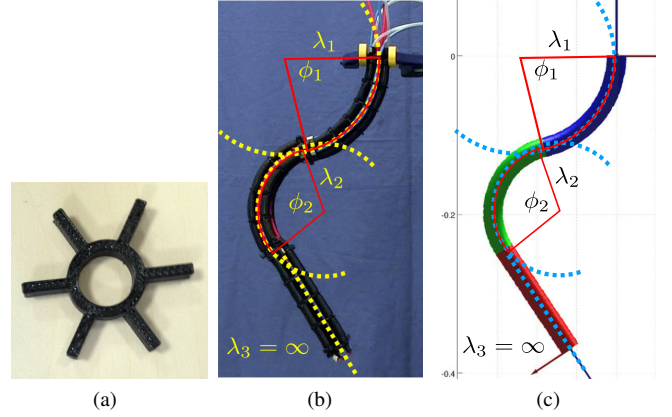 λ₁
ϕ₁
λ₂
ϕ₂
λ₃ = ∞
(a)
(b)
0
-0.2
-0.4
λ₁
ϕ₁
λ₂
ϕ₂
λ₃ = ∞
(c)